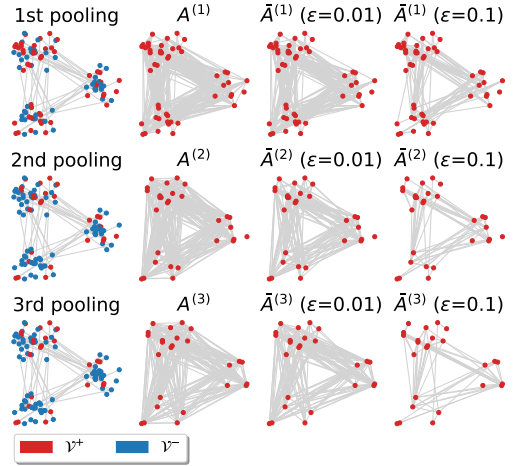 1st pooling A⁽¹⁾ Ā⁽¹⁾ (ε=0.01) Ā⁽¹⁾ (ε=0.1)
2nd pooling A⁽²⁾ Ā⁽²⁾ (ε=0.01) Ā⁽²⁾ (ε=0.1)
3rd pooling A⁽³⁾ Ā⁽³⁾ (ε=0.01) Ā⁽³⁾ (ε=0.1)
𝒱⁺ 𝒱⁻